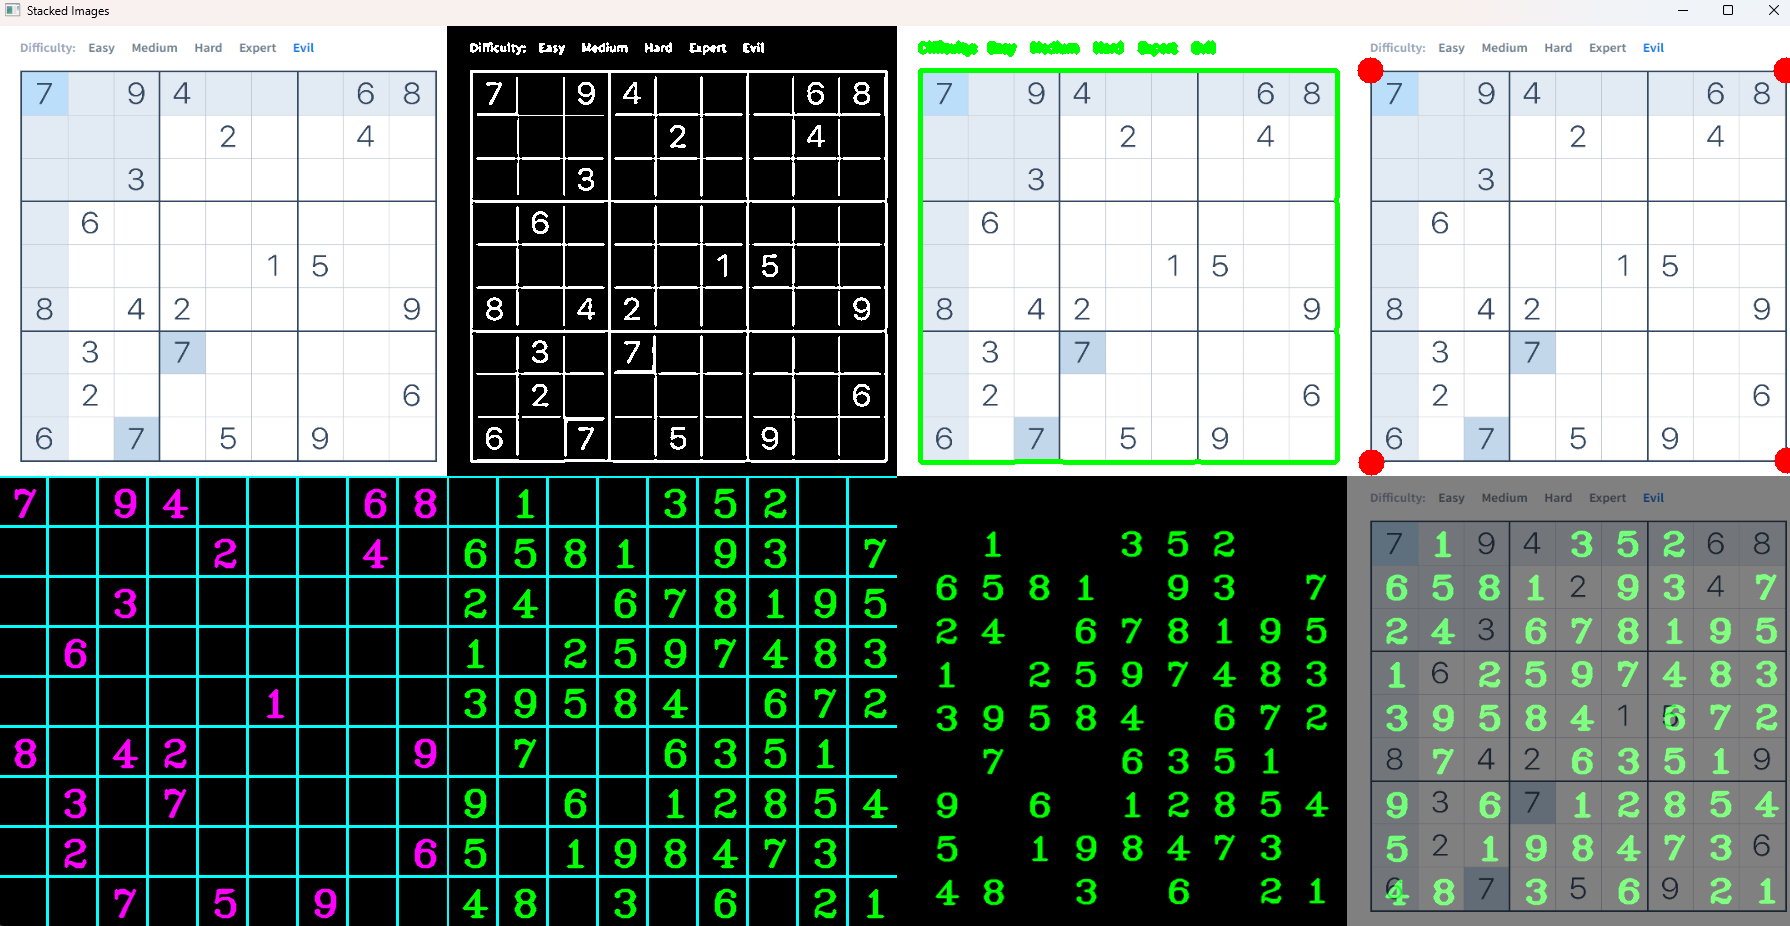 Stacked Images
Difficulty: Easy Medium Hard Expert Evil
7 9 4 6 8
2 4
3
6
1 5
8 4 2 9
3 7
2 6
6 7 5 9
Difficulty: Easy Medium Hard Expert Evil
7 9 4 6 8
2 4
3
6
1 5
8 4 2 9
3 7
2 6
6 7 5 9
Difficulty: Easy Medium Hard Expert Evil
7 9 4 6 8
2 4
3
6
1 5
8 4 2 9
3 7
2 6
6 7 5 9
Difficulty: Easy Medium Hard Expert Evil
7 9 4 6 8
2 4
3
6
1 5
8 4 2 9
3 7
2 6
6 7 5 9
7 9 4 6 8
2 4
3
6
1
8 4 2 9
3 7
2 6
7 5 9
1 3 5 2
6 5 8 1 9 3 7
2 4 6 7 8 1 9 5
1 2 5 9 7 4 8 3
3 9 5 8 4 6 7 2
7 6 3 5 1
9 6 1 2 8 5 4
5 1 9 8 4 7 3
4 8 3 6 2 1
1 3 5 2
6 5 8 1 9 3 7
2 4 6 7 8 1 9 5
1 2 5 9 7 4 8 3
3 9 5 8 4 6 7 2
7 6 3 5 1
9 6 1 2 8 5 4
5 1 9 8 4 7 3
4 8 3 6 2 1
Difficulty: Easy Medium Hard Expert Evil
7 1 9 4 3 5 2 6 8
6 5 8 1 2 9 3 4 7
2 4 3 6 7 8 1 9 5
1 6 2 5 9 7 4 8 3
3 9 5 8 4 1 6 7 2
8 7 4 2 6 3 5 1 9
9 3 6 7 1 2 8 5 4
5 2 1 9 8 4 7 3 6
4 8 7 3 5 6 9 2 1